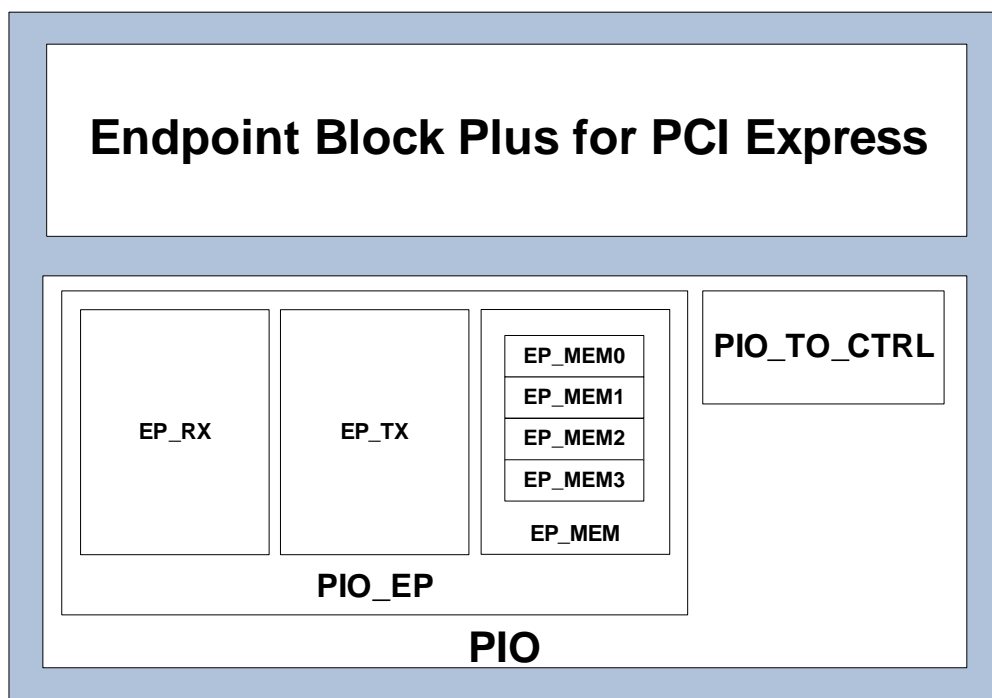 Endpoint Block Plus for PCI Express
PIO_TO_CTRL
EP_RX
EP_TX
EP_MEM0
EP_MEM1
EP_MEM2
EP_MEM3
EP_MEM
PIO_EP
PIO